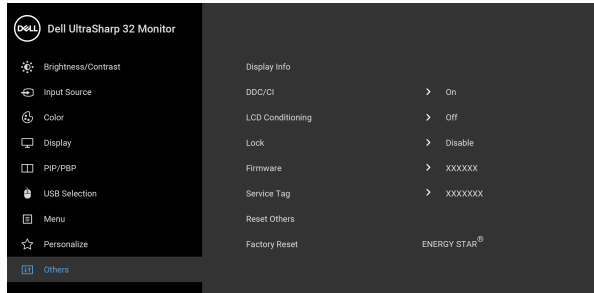 DELL Dell UltraSharp 32 Monitor
Brightness/Contrast Display Info
Input Source DDC/CI On
Color LCD Conditioning Off
Display Lock Disable
PIP/PBP Firmware XXXXXX
USB Selection Service Tag XXXXXXX
Menu Reset Others
Personalize Factory Reset ENERGY STAR®
Others